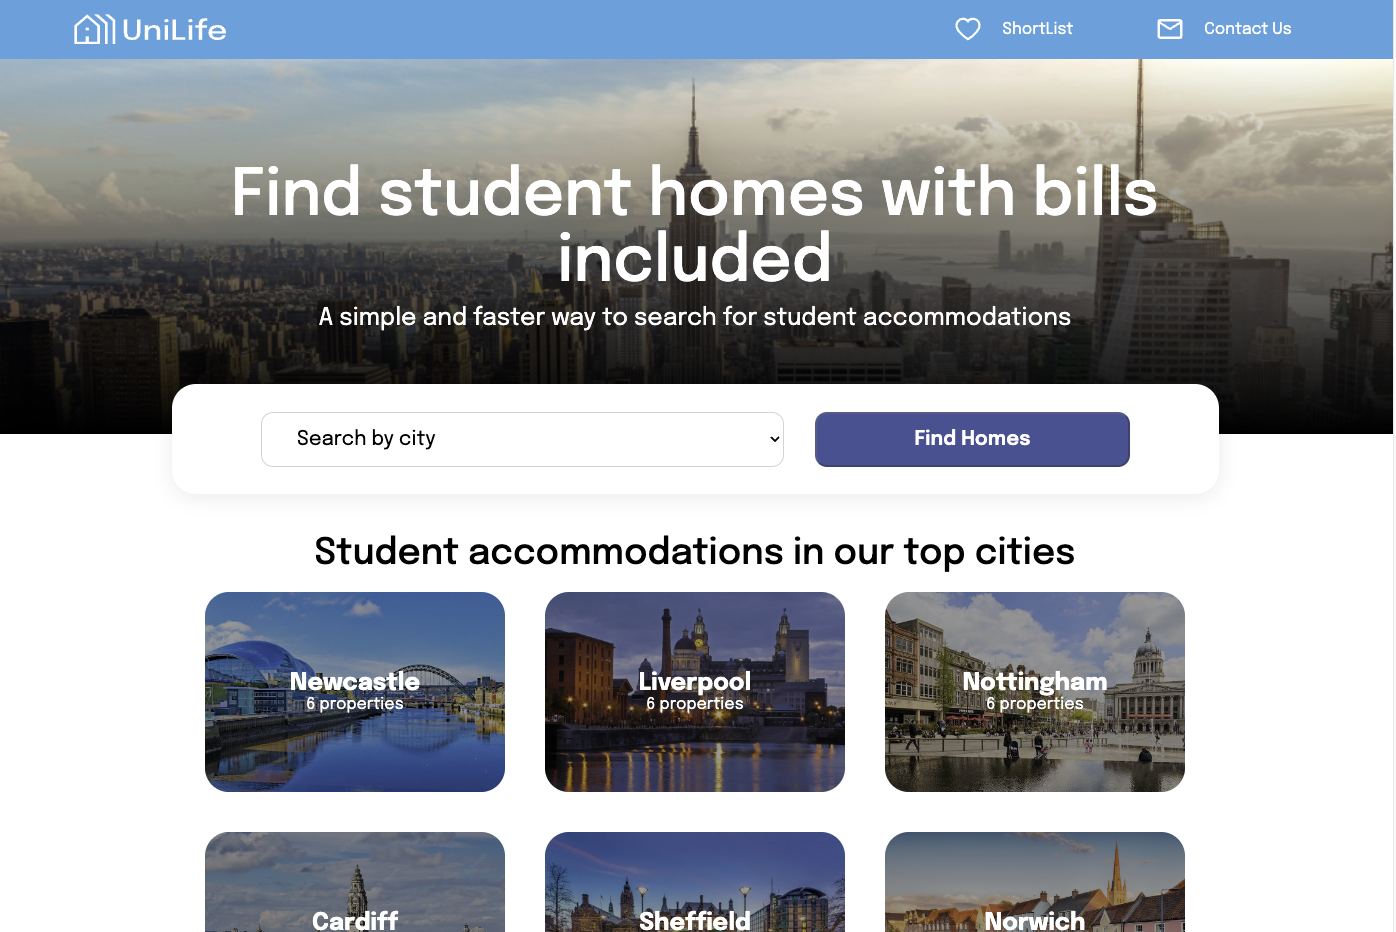 UniLife
ShortList
Contact Us
Find student homes with bills
included
A simple and faster way to search for student accommodations
Search by city
Find Homes
Student accommodations in our top cities
Newcastle
6 properties
Liverpool
6 properties
Nottingham
6 properties
Cardiff
Sheffield
Norwich